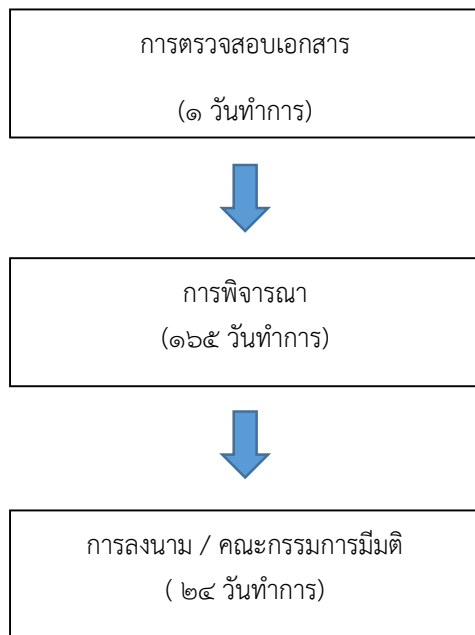 การตรวจสอบเอกสาร
(๑ วันทำการ)
การพิจารณา
(๑๖๕ วันทำการ)
การลงนาม / คณะกรรมการมีมติ
( ๒๔ วันทำการ)